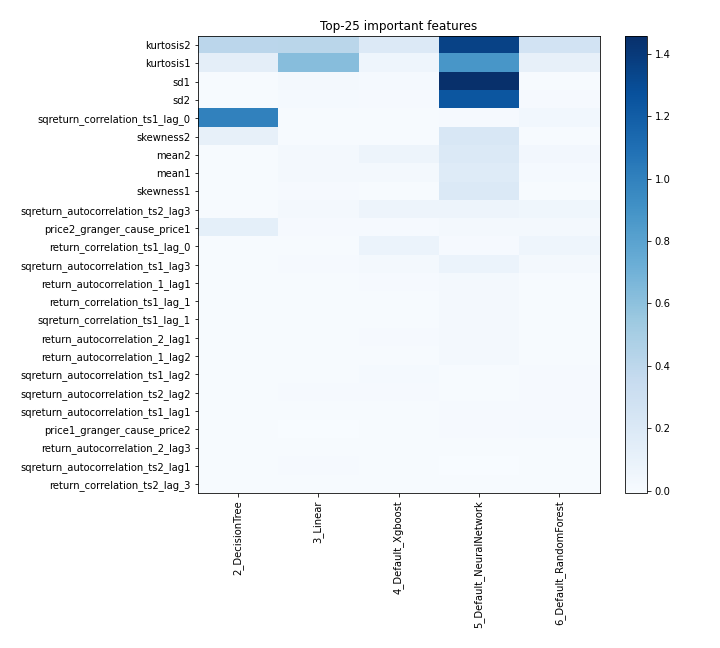 Top-25 important features
kurtosis2
kurtosis1
sd1
sd2
sqreturn_correlation_ts1_lag_0
skewness2
mean2
mean1
skewness1
sqreturn_autocorrelation_ts2_lag3
price2_granger_cause_price1
return_correlation_ts1_lag_0
sqreturn_autocorrelation_ts1_lag3
return_autocorrelation_1_lag1
return_correlation_ts1_lag_1
sqreturn_correlation_ts1_lag_1
return_autocorrelation_2_lag1
return_autocorrelation_1_lag2
sqreturn_autocorrelation_ts1_lag2
sqreturn_autocorrelation_ts2_lag2
sqreturn_autocorrelation_ts1_lag1
price1_granger_cause_price2
return_autocorrelation_2_lag3
sqreturn_autocorrelation_ts2_lag1
return_correlation_ts2_lag_3
2_DecisionTree
3_Linear
4_Default_Xgboost
5_Default_NeuralNetwork
6_Default_RandomForest
1.4
1.2
1.0
0.8
0.6
0.4
0.2
0.0